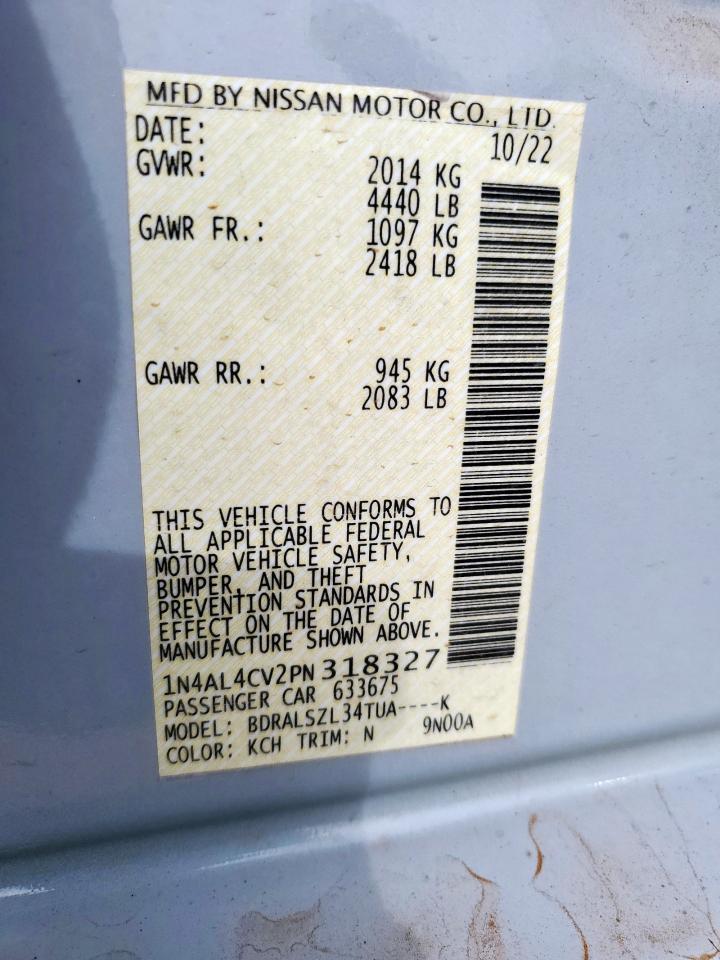 MFD BY NISSAN MOTOR CO., LTD.
DATE: 10/22
GVWR: 2014 KG
4440 LB
GAWR FR.: 1097 KG
2418 LB
GAWR RR.: 945 KG
2083 LB
THIS VEHICLE CONFORMS TO
ALL APPLICABLE FEDERAL
MOTOR VEHICLE SAFETY,
BUMPER, AND THEFT
PREVENTION STANDARDS IN
EFFECT ON THE DATE OF
MANUFACTURE SHOWN ABOVE.
1N4AL4CV2PN318327
PASSENGER CAR 633675
MODEL: BDRALSZL34TUA----K
COLOR: KCH TRIM: N 9N00A